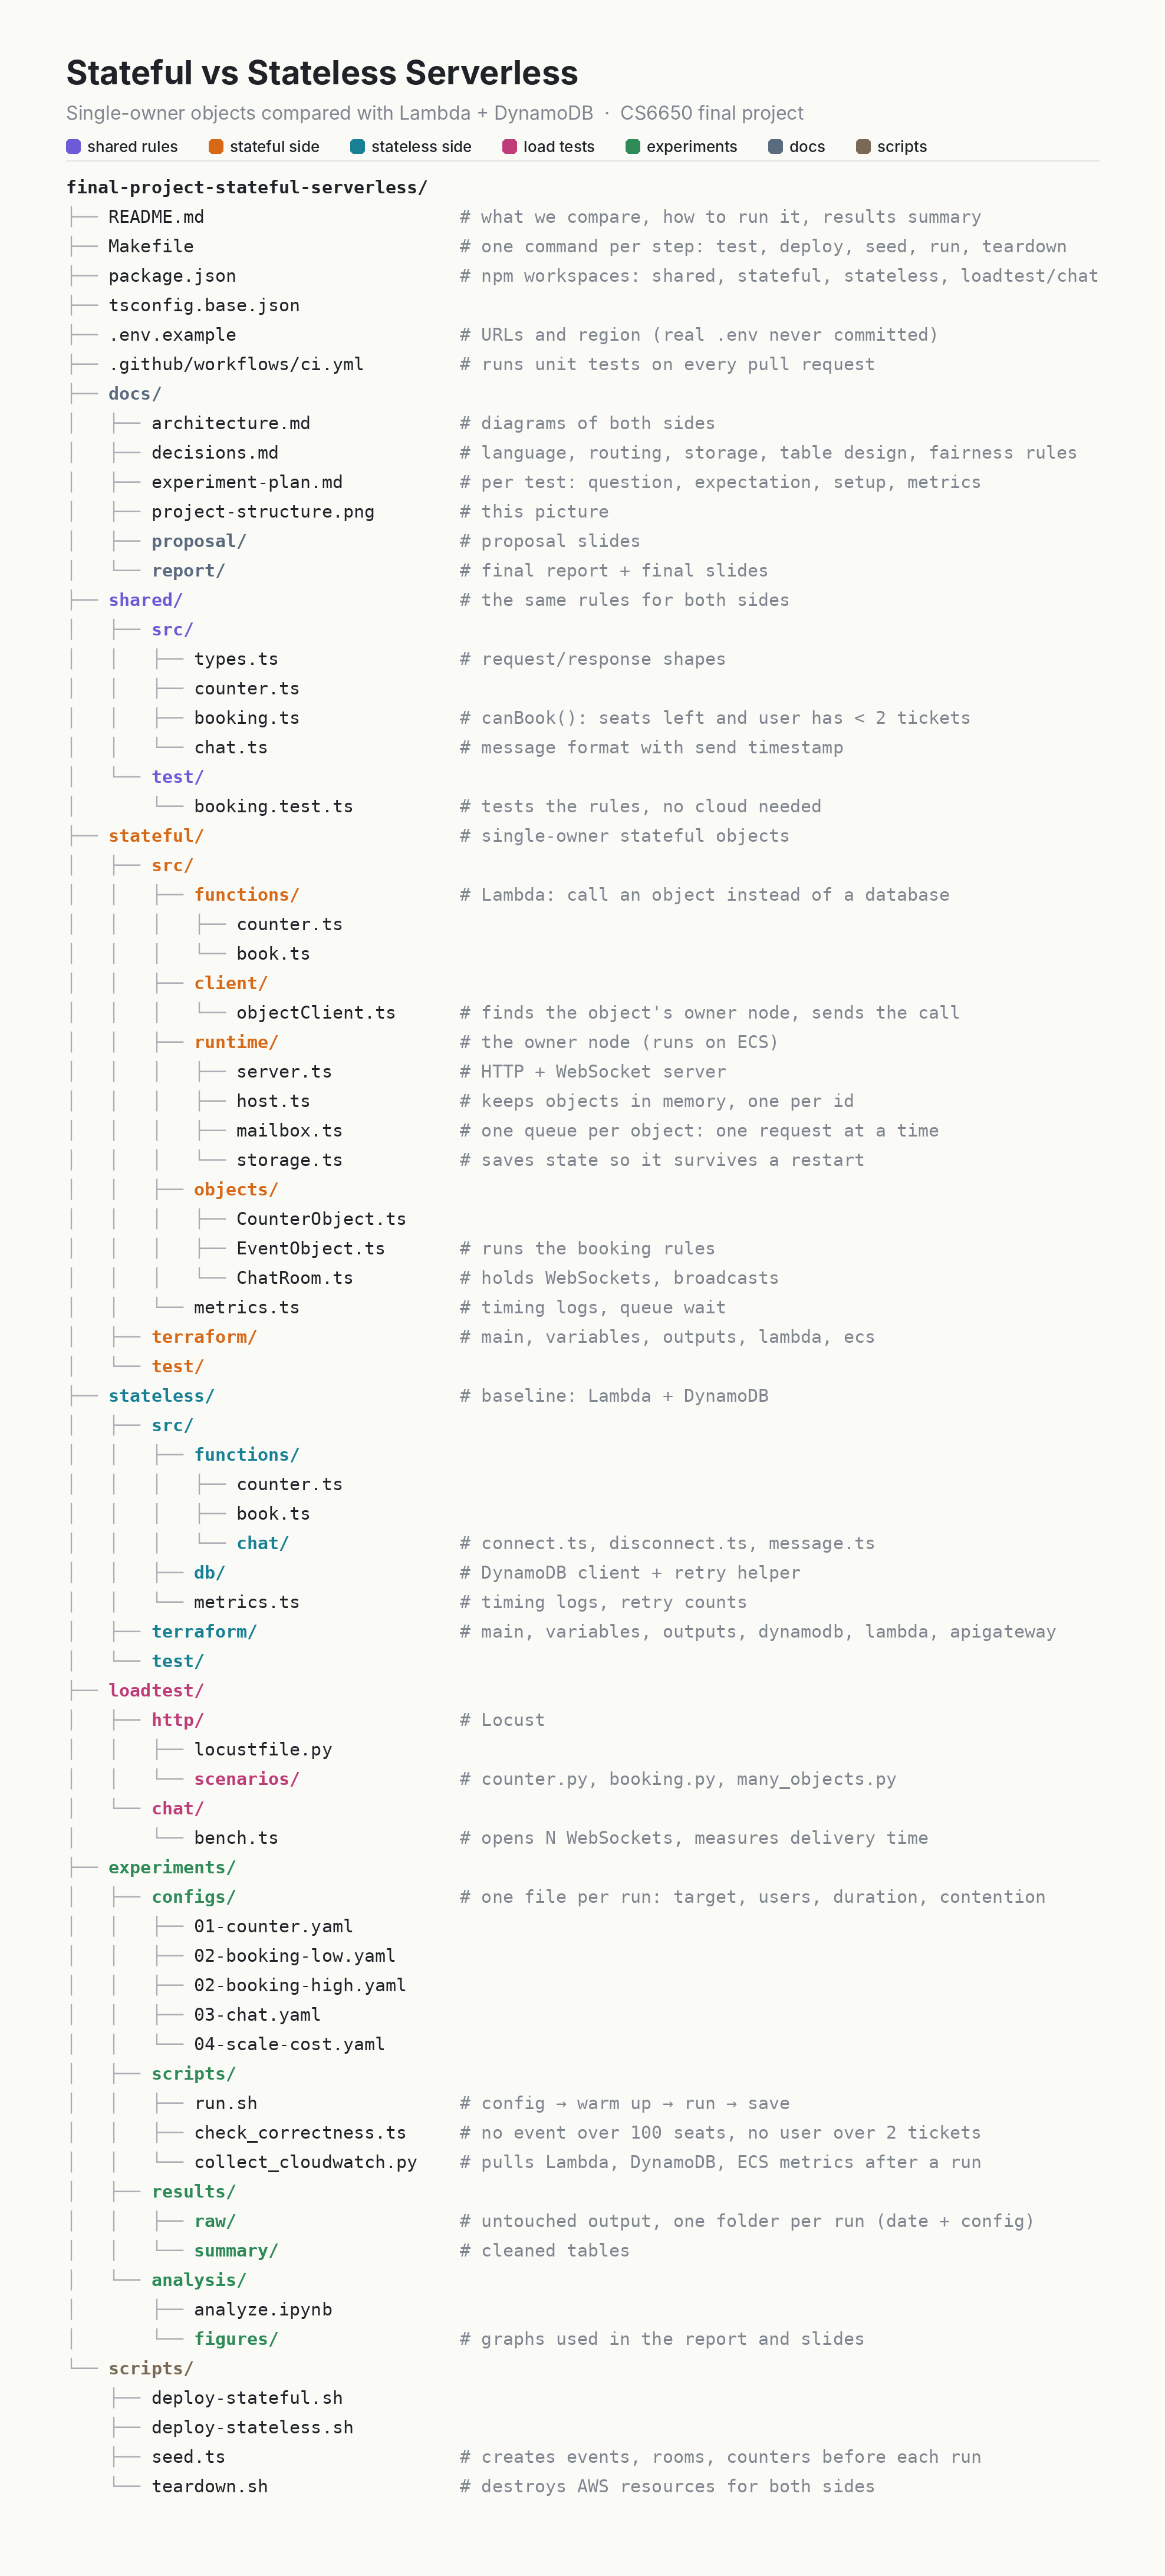 Stateful vs Stateless Serverless
Single-owner objects compared with Lambda + DynamoDB · CS6650 final project
shared rules stateful side stateless side load tests experiments docs scripts
final-project-stateful-serverless/
├── README.md # what we compare, how to run it, results summary
├── Makefile # one command per step: test, deploy, seed, run, teardown
├── package.json # npm workspaces: shared, stateful, stateless, loadtest/chat
├── tsconfig.base.json
├── .env.example # URLs and region (real .env never committed)
├── .github/workflows/ci.yml # runs unit tests on every pull request
├── docs/
│   ├── architecture.md # diagrams of both sides
│   ├── decisions.md # language, routing, storage, table design, fairness rules
│   ├── experiment-plan.md # per test: question, expectation, setup, metrics
│   ├── project-structure.png # this picture
│   ├── proposal/ # proposal slides
│   └── report/ # final report + final slides
├── shared/ # the same rules for both sides
│   ├── src/
│   │   ├── types.ts # request/response shapes
│   │   ├── counter.ts
│   │   ├── booking.ts # canBook(): seats left and user has < 2 tickets
│   │   └── chat.ts # message format with send timestamp
│   └── test/
│       └── booking.test.ts # tests the rules, no cloud needed
├── stateful/ # single-owner stateful objects
│   ├── src/
│   │   ├── functions/ # Lambda: call an object instead of a database
│   │   │   ├── counter.ts
│   │   │   └── book.ts
│   │   ├── client/
│   │   │   └── objectClient.ts # finds the object's owner node, sends the call
│   │   ├── runtime/ # the owner node (runs on ECS)
│   │   │   ├── server.ts # HTTP + WebSocket server
│   │   │   ├── host.ts # keeps objects in memory, one per id
│   │   │   ├── mailbox.ts # one queue per object: one request at a time
│   │   │   └── storage.ts # saves state so it survives a restart
│   │   ├── objects/
│   │   │   ├── CounterObject.ts
│   │   │   ├── EventObject.ts # runs the booking rules
│   │   │   └── ChatRoom.ts # holds WebSockets, broadcasts
│   │   └── metrics.ts # timing logs, queue wait
│   ├── terraform/ # main, variables, outputs, lambda, ecs
│   └── test/
├── stateless/ # baseline: Lambda + DynamoDB
│   ├── src/
│   │   ├── functions/
│   │   │   ├── counter.ts
│   │   │   ├── book.ts
│   │   │   └── chat/ # connect.ts, disconnect.ts, message.ts
│   │   ├── db/ # DynamoDB client + retry helper
│   │   └── metrics.ts # timing logs, retry counts
│   ├── terraform/ # main, variables, outputs, dynamodb, lambda, apigateway
│   └── test/
├── loadtest/
│   ├── http/ # Locust
│   │   ├── locustfile.py
│   │   └── scenarios/ # counter.py, booking.py, many_objects.py
│   └── chat/
│       └── bench.ts # opens N WebSockets, measures delivery time
├── experiments/
│   ├── configs/ # one file per run: target, users, duration, contention
│   │   ├── 01-counter.yaml
│   │   ├── 02-booking-low.yaml
│   │   ├── 02-booking-high.yaml
│   │   ├── 03-chat.yaml
│   │   └── 04-scale-cost.yaml
│   ├── scripts/
│   │   ├── run.sh # config → warm up → run → save
│   │   ├── check_correctness.ts # no event over 100 seats, no user over 2 tickets
│   │   └── collect_cloudwatch.py # pulls Lambda, DynamoDB, ECS metrics after a run
│   ├── results/
│   │   ├── raw/ # untouched output, one folder per run (date + config)
│   │   └── summary/ # cleaned tables
│   └── analysis/
│       ├── analyze.ipynb
│       └── figures/ # graphs used in the report and slides
└── scripts/
    ├── deploy-stateful.sh
    ├── deploy-stateless.sh
    ├── seed.ts # creates events, rooms, counters before each run
    └── teardown.sh # destroys AWS resources for both sides